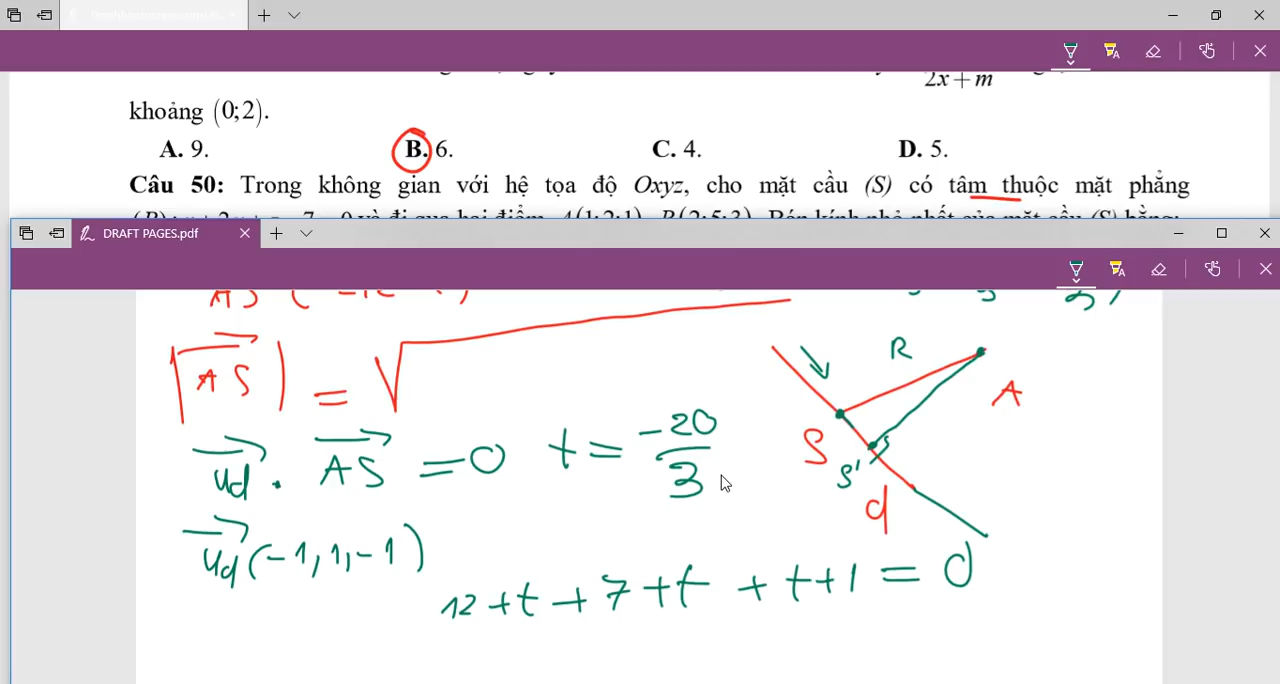 2x+m
khoảng (0;2).
A. 9. B. 6. C. 4. D. 5.
Câu 50: Trong không gian với hệ tọa độ Oxyz, cho mặt cầu (S) có tâm thuộc mặt phẳng
DRAFT PAGES.pdf
|AS| = √
R
A
S
S'
d
ud . AS = 0 t = -20/3
ud (-1, 1, -1)
12 + t + 7 + t + t + 1 = 0